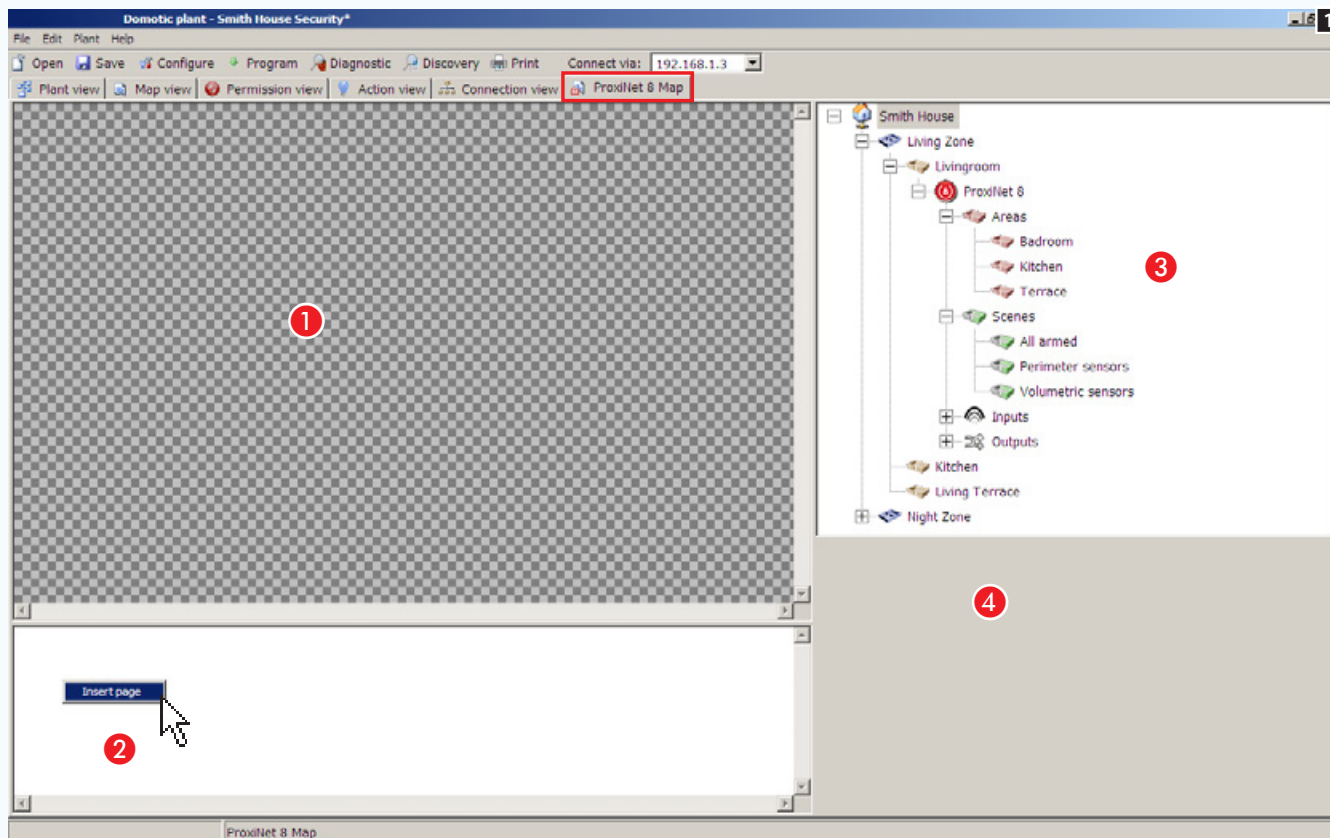 Domotic plant - Smith House Security*
1
File Edit Plant Help
Open Save Configure Program Diagnostic Discovery Print Connect via: 192.168.1.3
Plant view Map view Permission view Action view Connection view ProxiNet 8 Map
Smith House
Living Zone
Livingroom
ProxiNet 8
Areas
Badroom
Kitchen
Terrace
Scenes
All armed
Perimeter sensors
Volumetric sensors
Inputs
Outputs
Kitchen
Living Terrace
Night Zone
1
3
4
Insert page
2
ProxiNet 8 Map